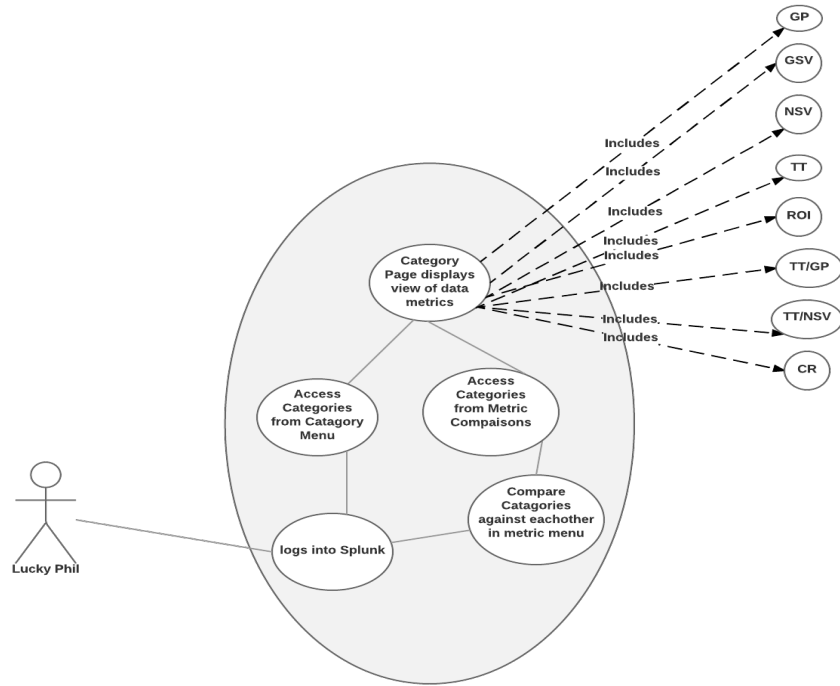 GP
GSV
NSV
Includes
Includes
TT
Includes
ROI
Includes
Includes
Category
Page displays
view of data
metrics
TT/GP
Includes
TT/NSV
Includes
Includes
CR
Access
Categories
from Catagory
Menu
Access
Categories
from Metric
Compaisons
Compare
Catagories
against eachother
in metric menu
logs into Splunk
Lucky Phil